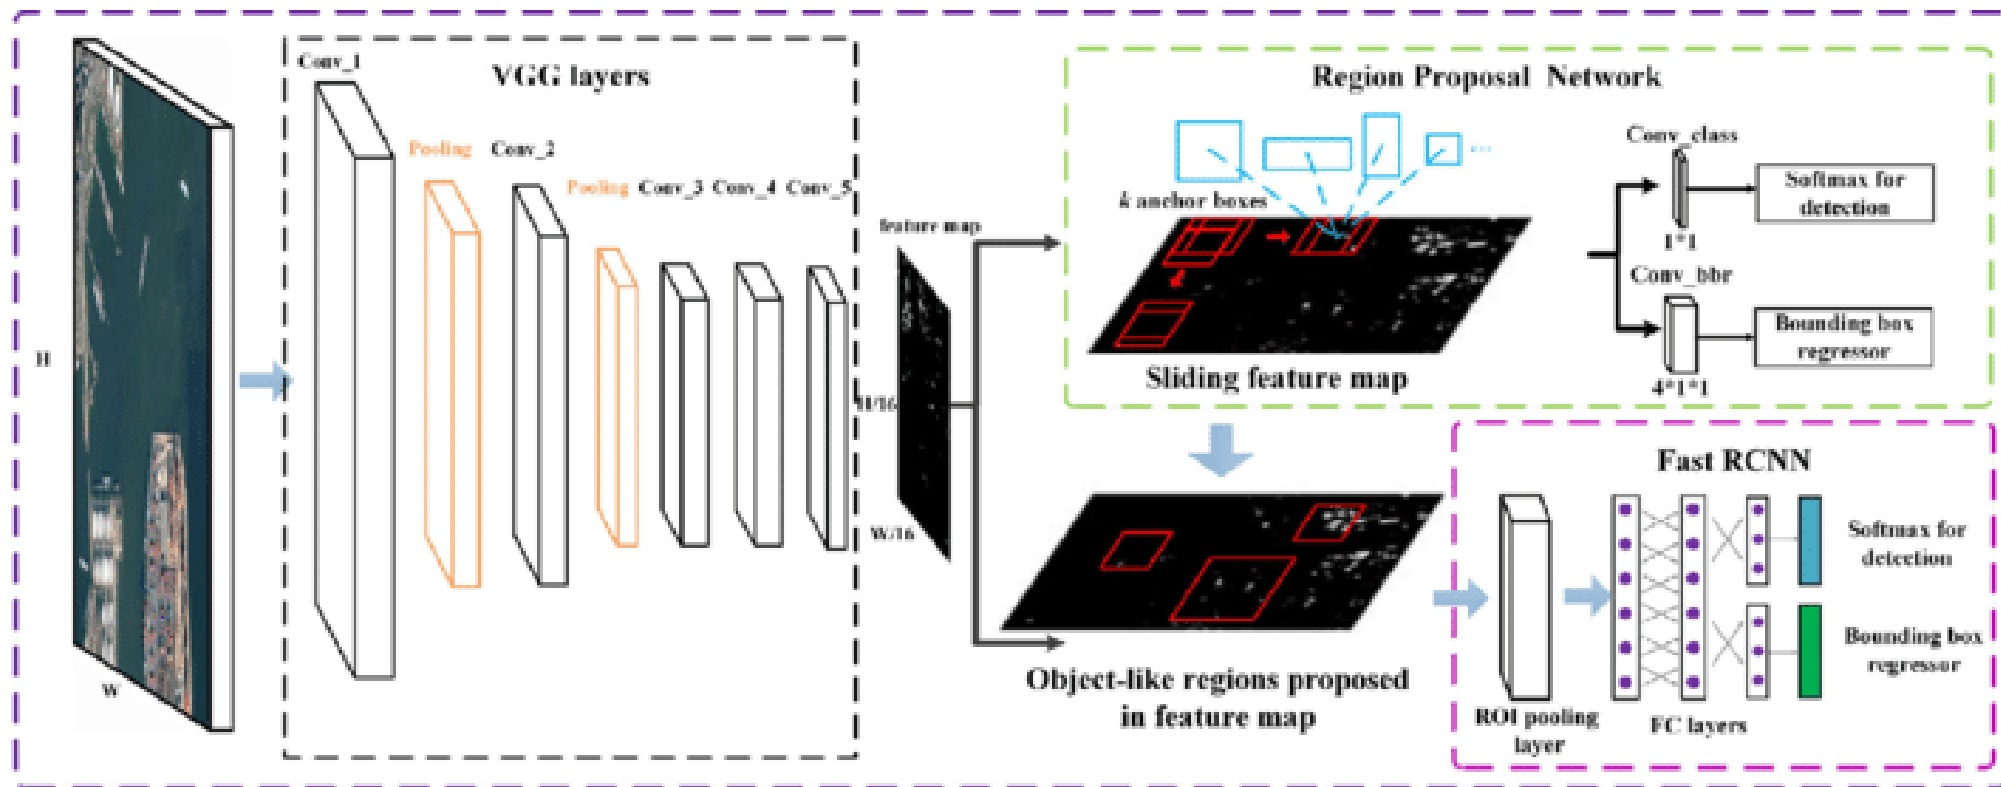 Conv_1
VGG layers
Pooling
Conv_2
Pooling
Conv_3
Conv_4
Conv_5
H
W
feature map
H/16
W/16
Region Proposal Network
k anchor boxes
...
Sliding feature map
Conv_class
1*1
Softmax for
detection
Conv_bbr
4*1*1
Bounding box
regressor
Object-like regions proposed
in feature map
Fast RCNN
ROI pooling
layer
FC layers
Softmax for
detection
Bounding box
regressor